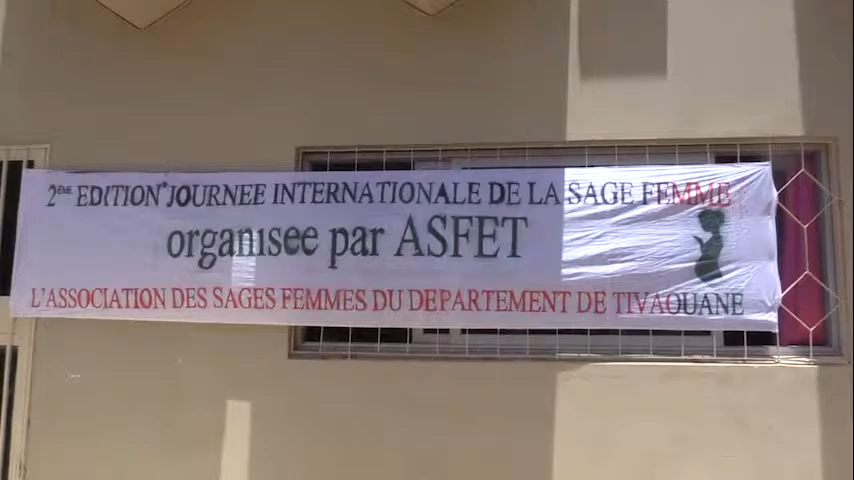 2ÈME EDITION JOURNEE INTERNATIONALE DE LA SAGE FEMME
organisee par ASFET
L'ASSOCIATION DES SAGES FEMMES DU DEPARTEMENT DE TIVAOUANE